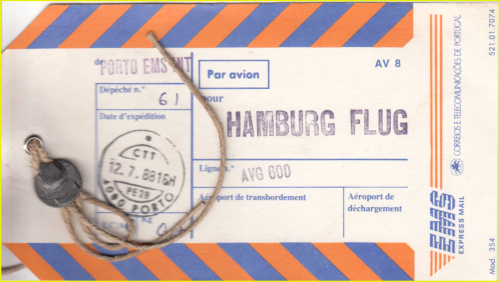 de PORTO EMS INT
Par avion
AV 8
Dépêché n.°
61
pour
Date d'expédition
HAMBURG FLUG
CTT
12.7.88 16H
PE28
PORTO
Ligne n.°
AVG 600
Aéroport de transbordement
Aéroport de
déchargement
Kg
521.01.7074
CORREIOS E TELECOMUNICAÇÕES DE PORTUGAL
EMS
EXPRESS MAIL
Mod. 354